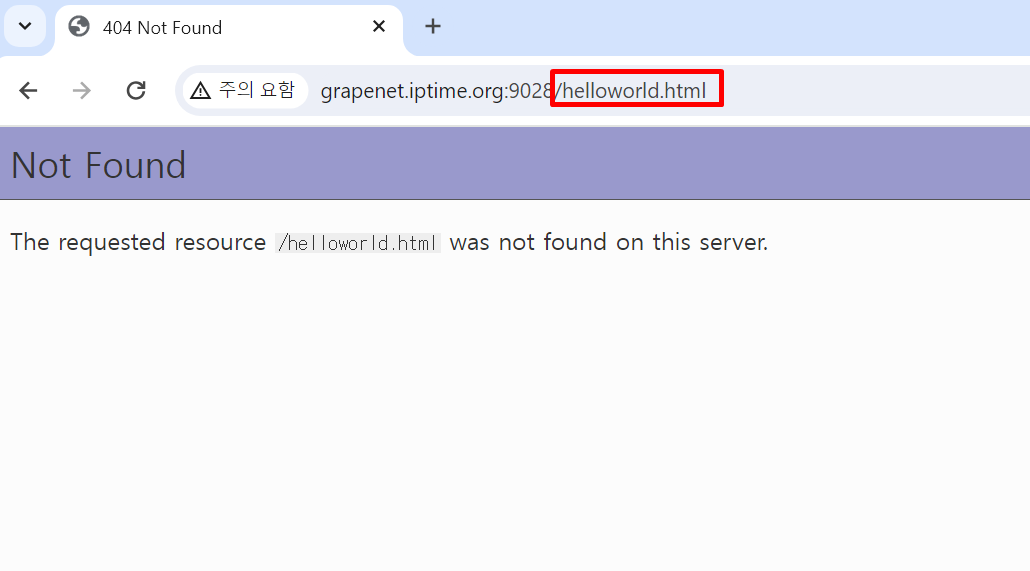 404 Not Found
주의 요함 grapenet.iptime.org:9028/helloworld.html
Not Found
The requested resource /helloworld.html was not found on this server.